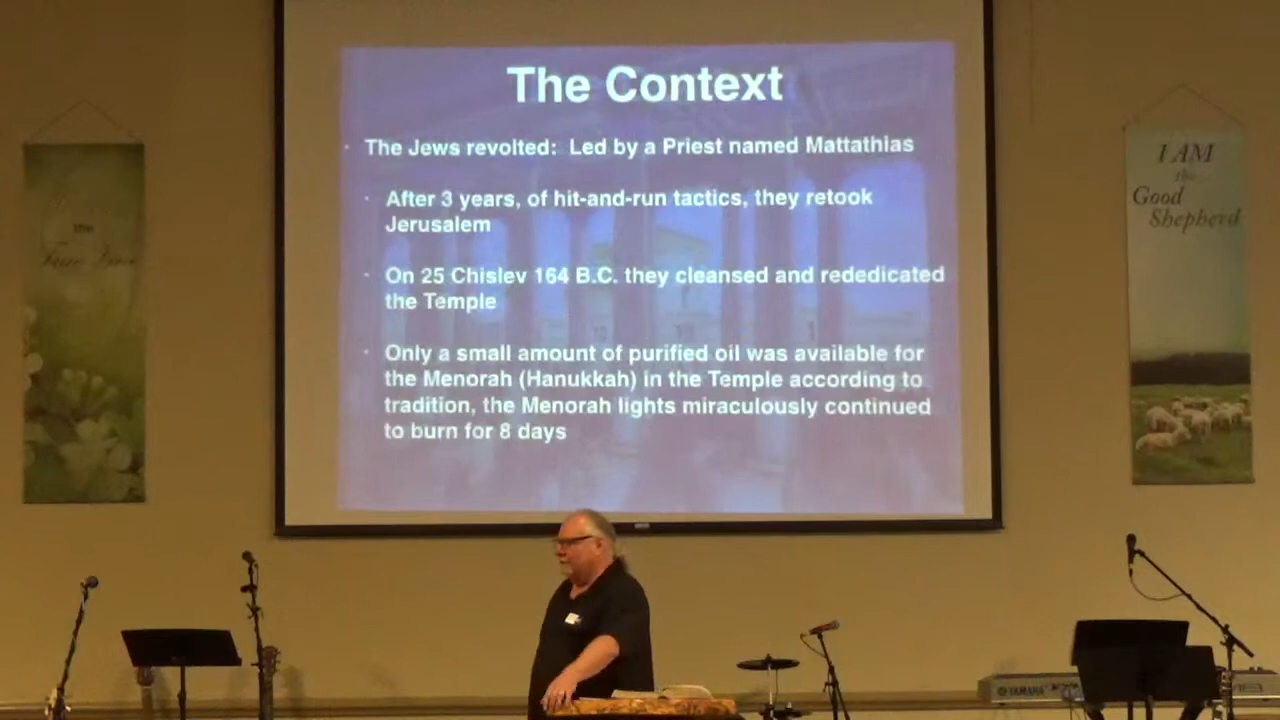 The Context
The Jews revolted: Led by a Priest named Mattathias
After 3 years, of hit-and-run tactics, they retook
Jerusalem
On 25 Chislev 164 B.C. they cleansed and rededicated
the Temple
Only a small amount of purified oil was available for
the Menorah (Hanukkah) in the Temple according to
tradition, the Menorah lights miraculously continued
to burn for 8 days
the
I AM
the
Good
Shepherd
YAMAHA